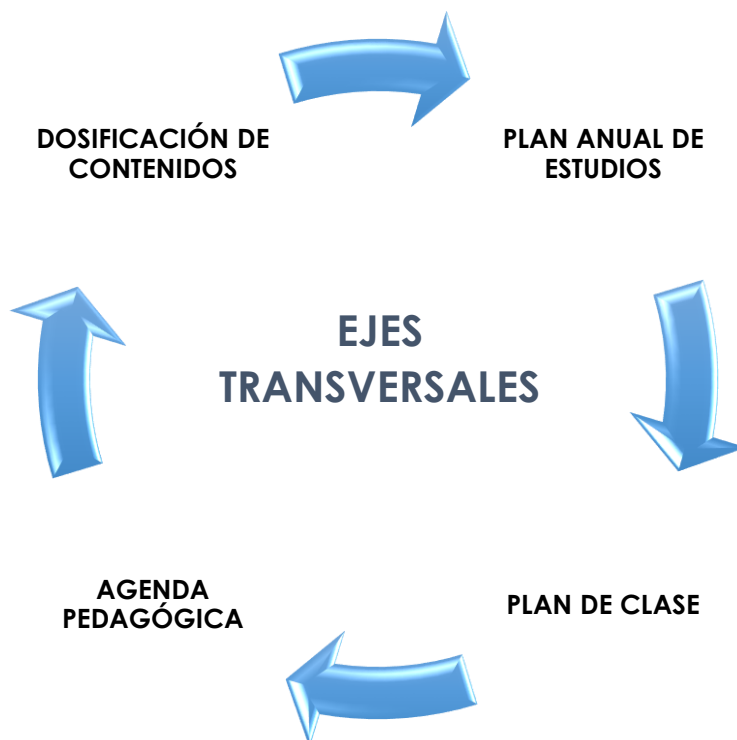 DOSIFICACIÓN DE
CONTENIDOS
PLAN ANUAL DE
ESTUDIOS
EJES
TRANSVERSALES
AGENDA
PEDAGÓGICA
PLAN DE CLASE